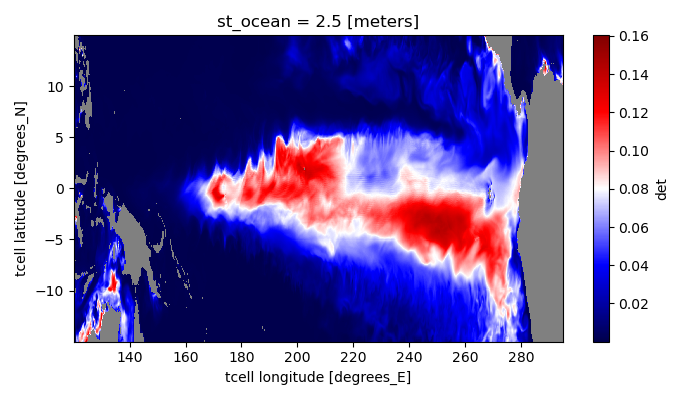 st_ocean = 2.5 [meters]
tcell latitude [degrees_N]
10
5
0
−5
−10
140 160 180 200 220 240 260 280
tcell longitude [degrees_E]
0.16
0.14
0.12
0.10
0.08
0.06
0.04
0.02
det